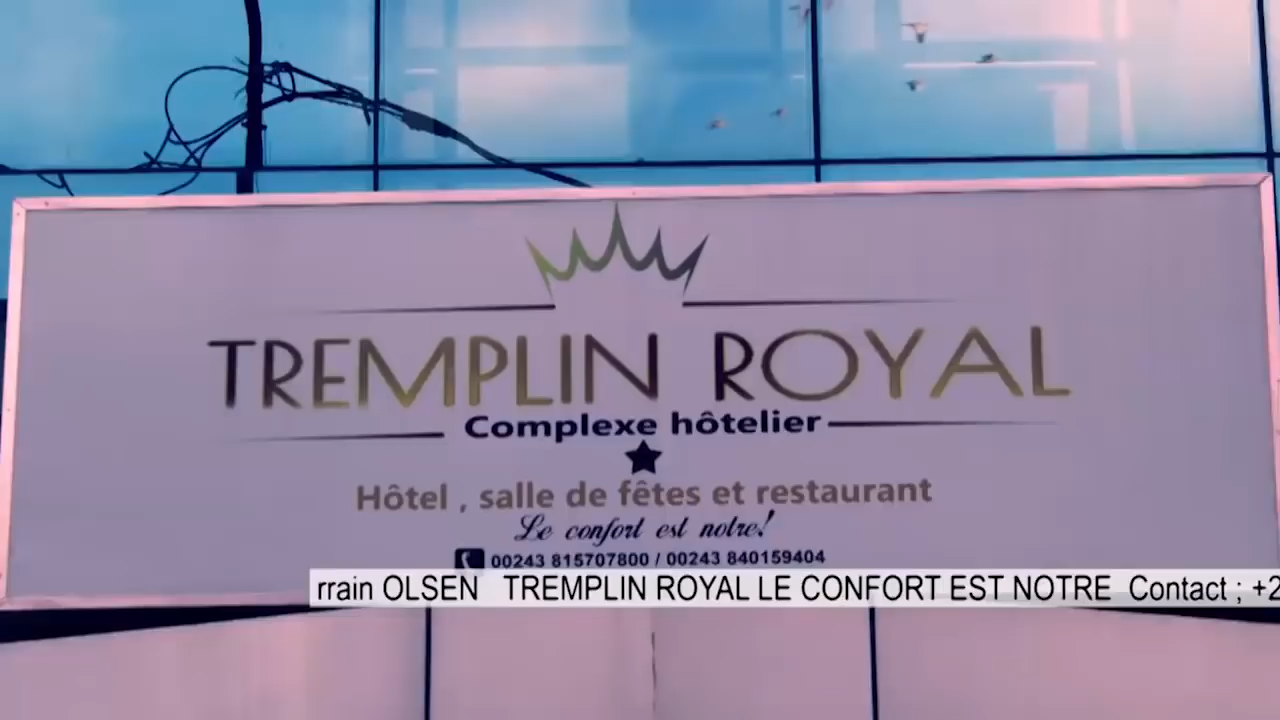 TREMPLIN ROYAL
Complexe hôtelier
Hôtel , salle de fêtes et restaurant
Le confort est notre!
00243 815707800 / 00243 840159404
rrain OLSEN TREMPLIN ROYAL LE CONFORT EST NOTRE Contact ; +2